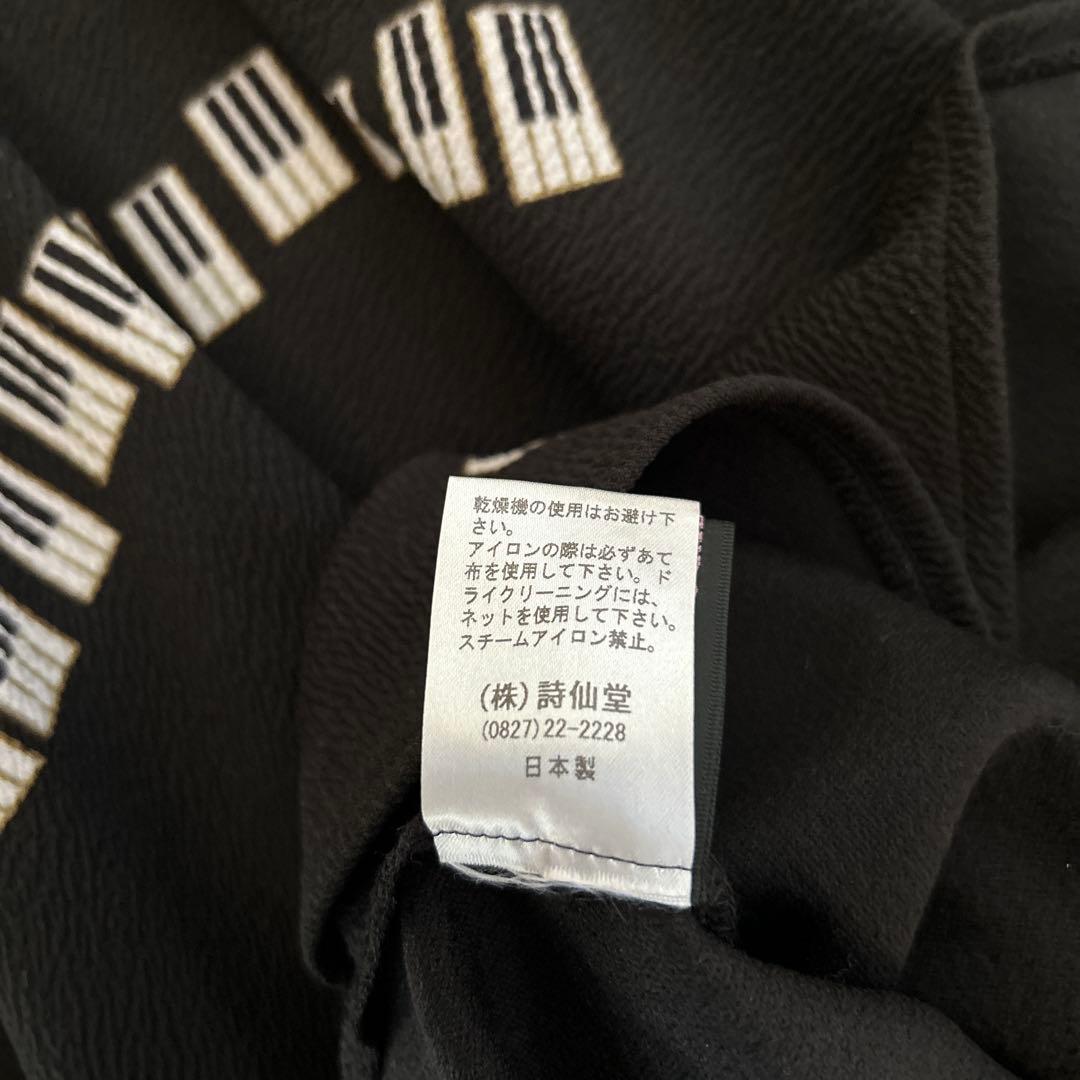 乾燥機の使用はお避け下
さい。
アイロンの際は必ずあて
布を使用して下さい。ド
ライクリーニングには、
ネットを使用して下さい。
スチームアイロン禁止。
(株)詩仙堂
(0827)22-2228
日本製